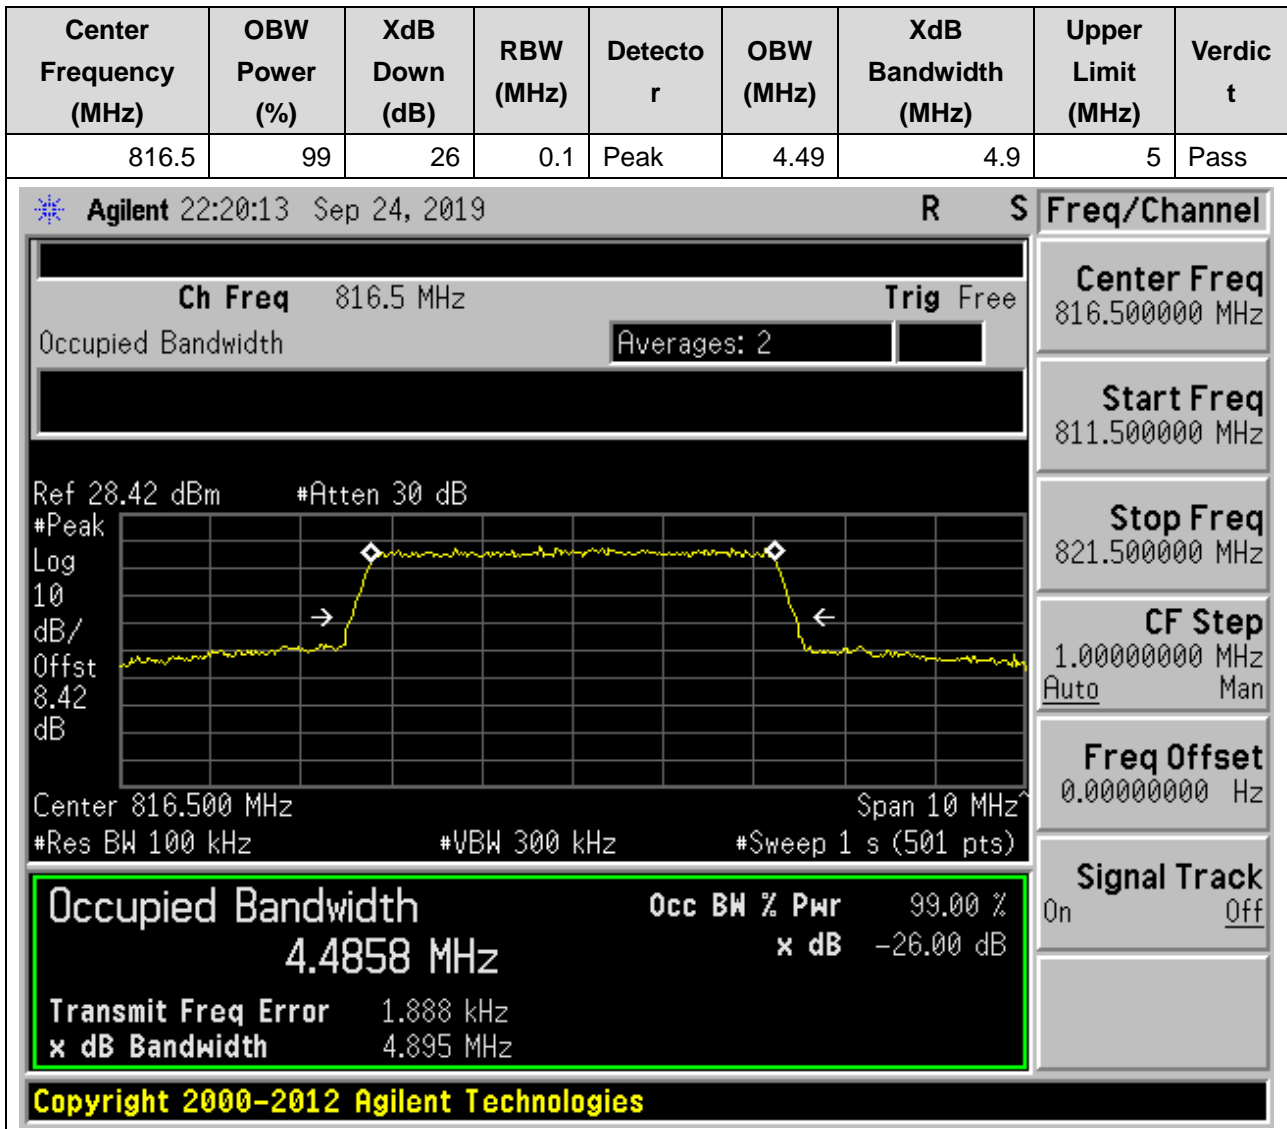 Center Frequency (MHz) OBW Power (%) XdB Down (dB) RBW (MHz) Detector OBW (MHz) XdB Bandwidth (MHz) Upper Limit (MHz) Verdict
816.5 99 26 0.1 Peak 4.49 4.9 5 Pass
Agilent 22:20:13 Sep 24, 2019 R S
Ch Freq 816.5 MHz Trig Free
Occupied Bandwidth Averages: 2
Ref 28.42 dBm #Atten 30 dB
#Peak
Log
10
dB/
Offst
8.42
dB
Center 816.500 MHz Span 10 MHz^
#Res BW 100 kHz #VBW 300 kHz #Sweep 1 s (501 pts)
Occupied Bandwidth Occ BW % Pwr 99.00 %
4.4858 MHz x dB -26.00 dB
Transmit Freq Error 1.888 kHz
x dB Bandwidth 4.895 MHz
Copyright 2000-2012 Agilent Technologies
Freq/Channel
Center Freq
816.500000 MHz
Start Freq
811.500000 MHz
Stop Freq
821.500000 MHz
CF Step
1.00000000 MHz
Auto Man
Freq Offset
0.00000000 Hz
Signal Track
On Off